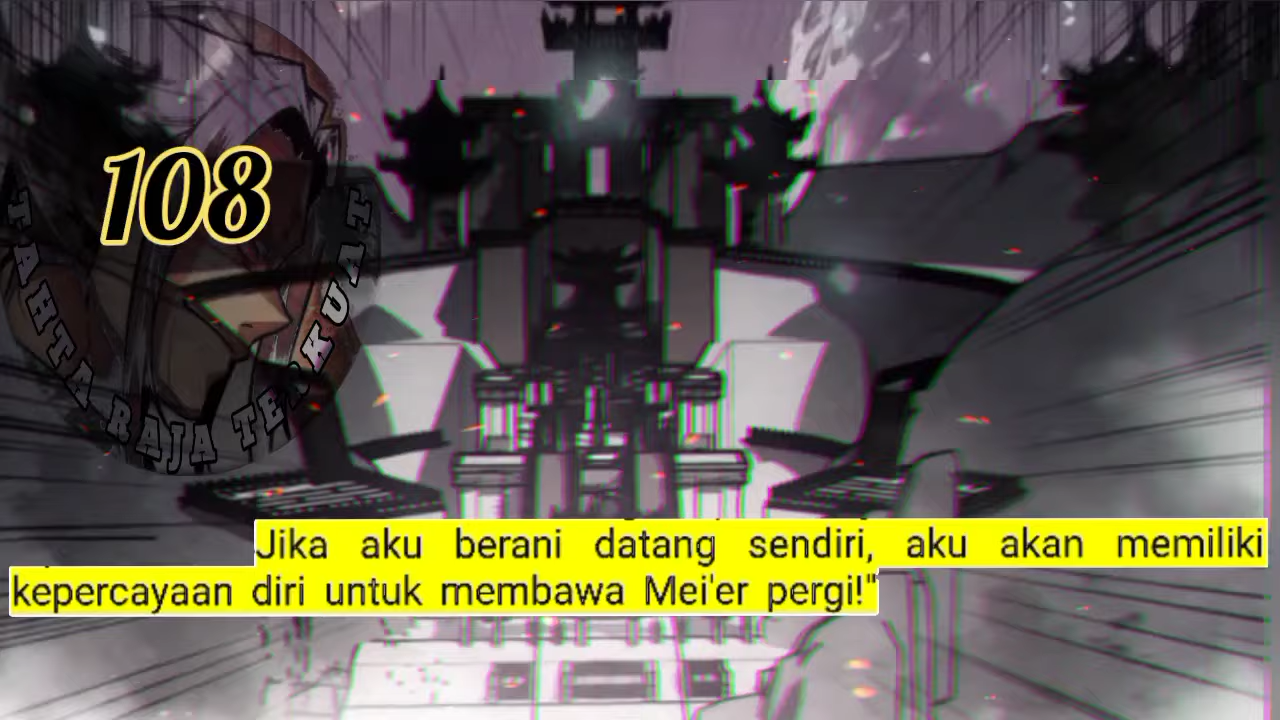 108
TAHTA RAJA TERKUAT
Jika aku berani datang sendiri, aku akan memiliki
kepercayaan diri untuk membawa Mei'er pergi!"